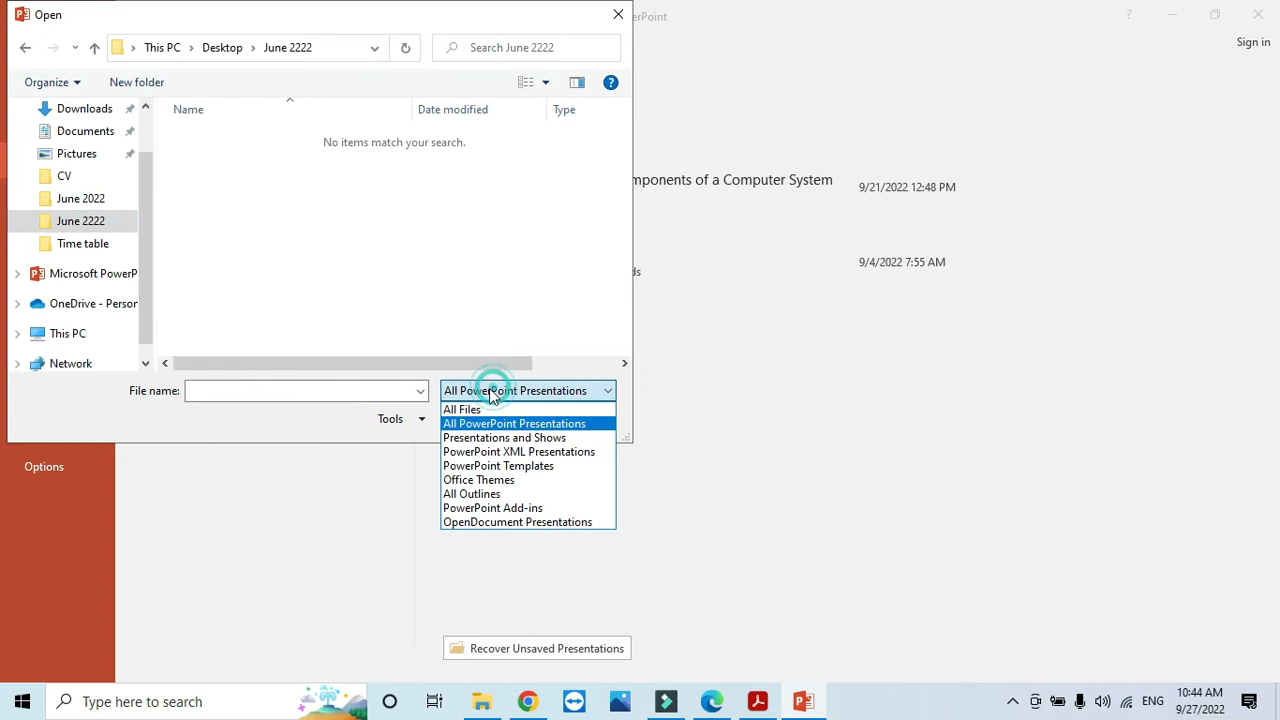 Open
erPoint
This PC > Desktop > June 2222
Search June 2222
Sign in
Organize
New folder
Downloads
Name
Date modified
Type
Documents
No items match your search.
Pictures
CV
mponents of a Computer System
9/21/2022 12:48 PM
June 2022
June 2222
Time table
ds
9/4/2022 7:55 AM
Microsoft PowerP
OneDrive - Person
This PC
Network
File name:
All PowerPoint Presentations
All Files
Tools
All PowerPoint Presentations
Presentations and Shows
PowerPoint XML Presentations
PowerPoint Templates
Office Themes
All Outlines
PowerPoint Add-ins
OpenDocument Presentations
Options
Recover Unsaved Presentations
Type here to search
ENG
10:44 AM
9/27/2022